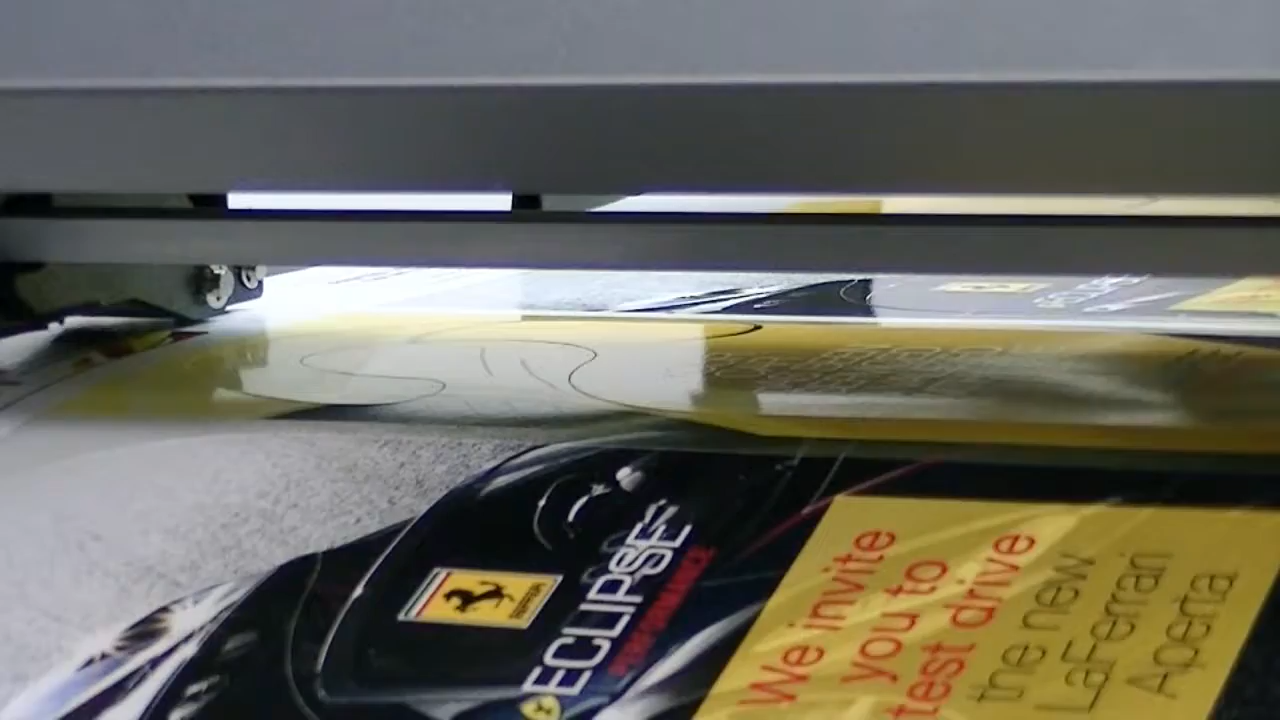 ECLIPSE
PERFORMANCE
We invite
you to
test drive
the new
LaFerrari
Aperta